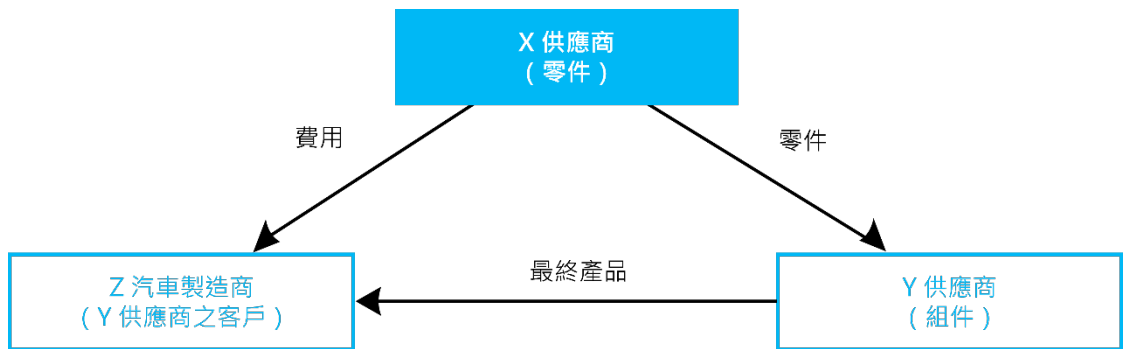 X 供應商
（零件）
費用
零件
最終產品
Z 汽車製造商
（Y 供應商之客戶）
Y 供應商
（組件）